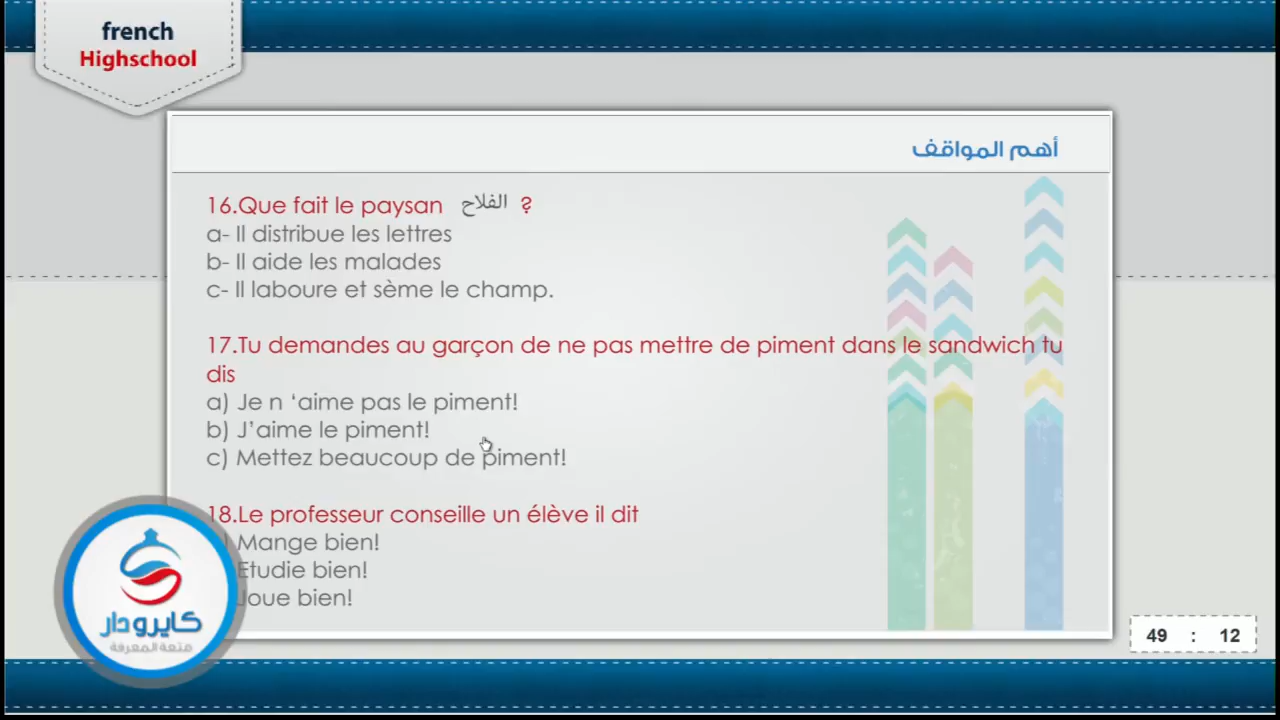 french
Highschool
أهم المواقف
16.Que fait le paysan الفلاح ?
a- Il distribue les lettres
b- Il aide les malades
c- Il laboure et sème le champ.
17.Tu demandes au garçon de ne pas mettre de piment dans le sandwich tu
dis
a) Je n ‘aime pas le piment!
b) J’aime le piment!
c) Mettez beaucoup de piment!
18.Le professeur conseille un élève il dit
) Mange bien!
Etudie bien!
Joue bien!
كايرودار
متعة المعرفة
49 : 12